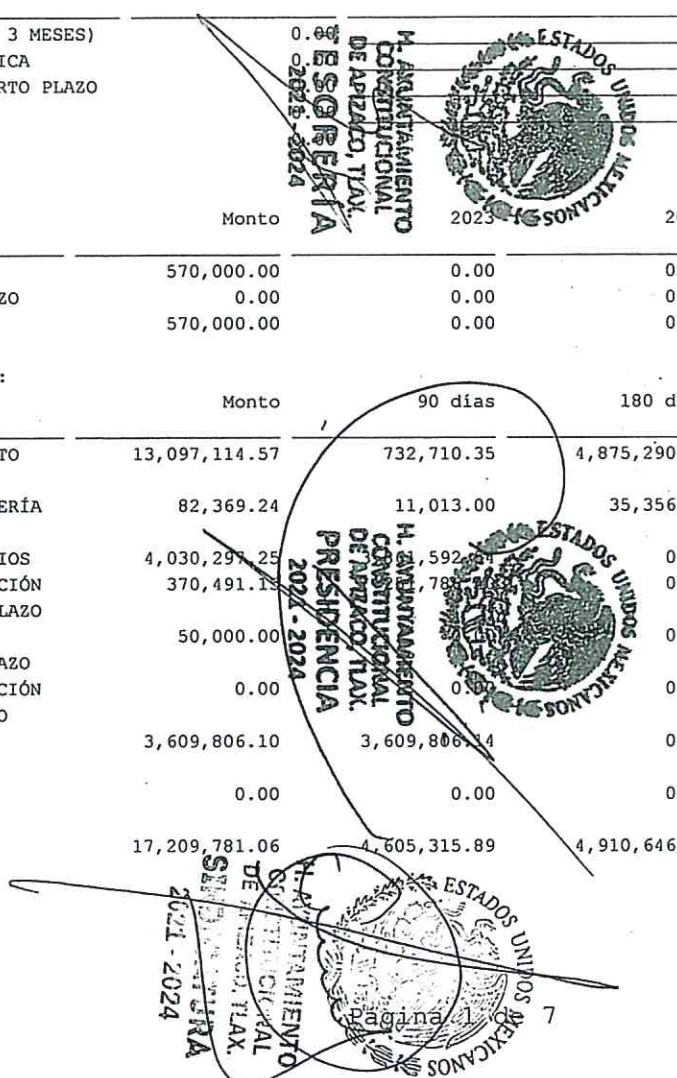 3 MESES) 0.00
ICA
RTO PLAZO
H. AYUNTAMIENTO
CONSTITUCIONAL
DE APIZACO, TLAX.
TESORERÍA
2021 - 2024
ESTADOS UNIDOS MEXICANOS
Monto 2023
570,000.00 0.00 0
ZO 0.00 0.00 0
570,000.00 0.00 0
:
Monto 90 días 180 d
TO 13,097,114.57 732,710.35 4,875,290
ERÍA 82,369.24 11,013.00 35,356
IOS 4,030,297.25 0
CIÓN 0
LAZO
50,000.00 0
AZO
CIÓN 0.00 0.00 0
O
3,609,806.10 3,609,806.14 0
0.00 0.00 0
17,209,781.06 4,605,315.89 4,910,646
H. AYUNTAMIENTO
CONSTITUCIONAL
DE APIZACO, TLAX.
PRESIDENCIA
2021 - 2024
ESTADOS UNIDOS MEXICANOS
TLAX.
2021 - 2024
ESTADOS UNIDOS MEXICANOS
Página 1 de 7